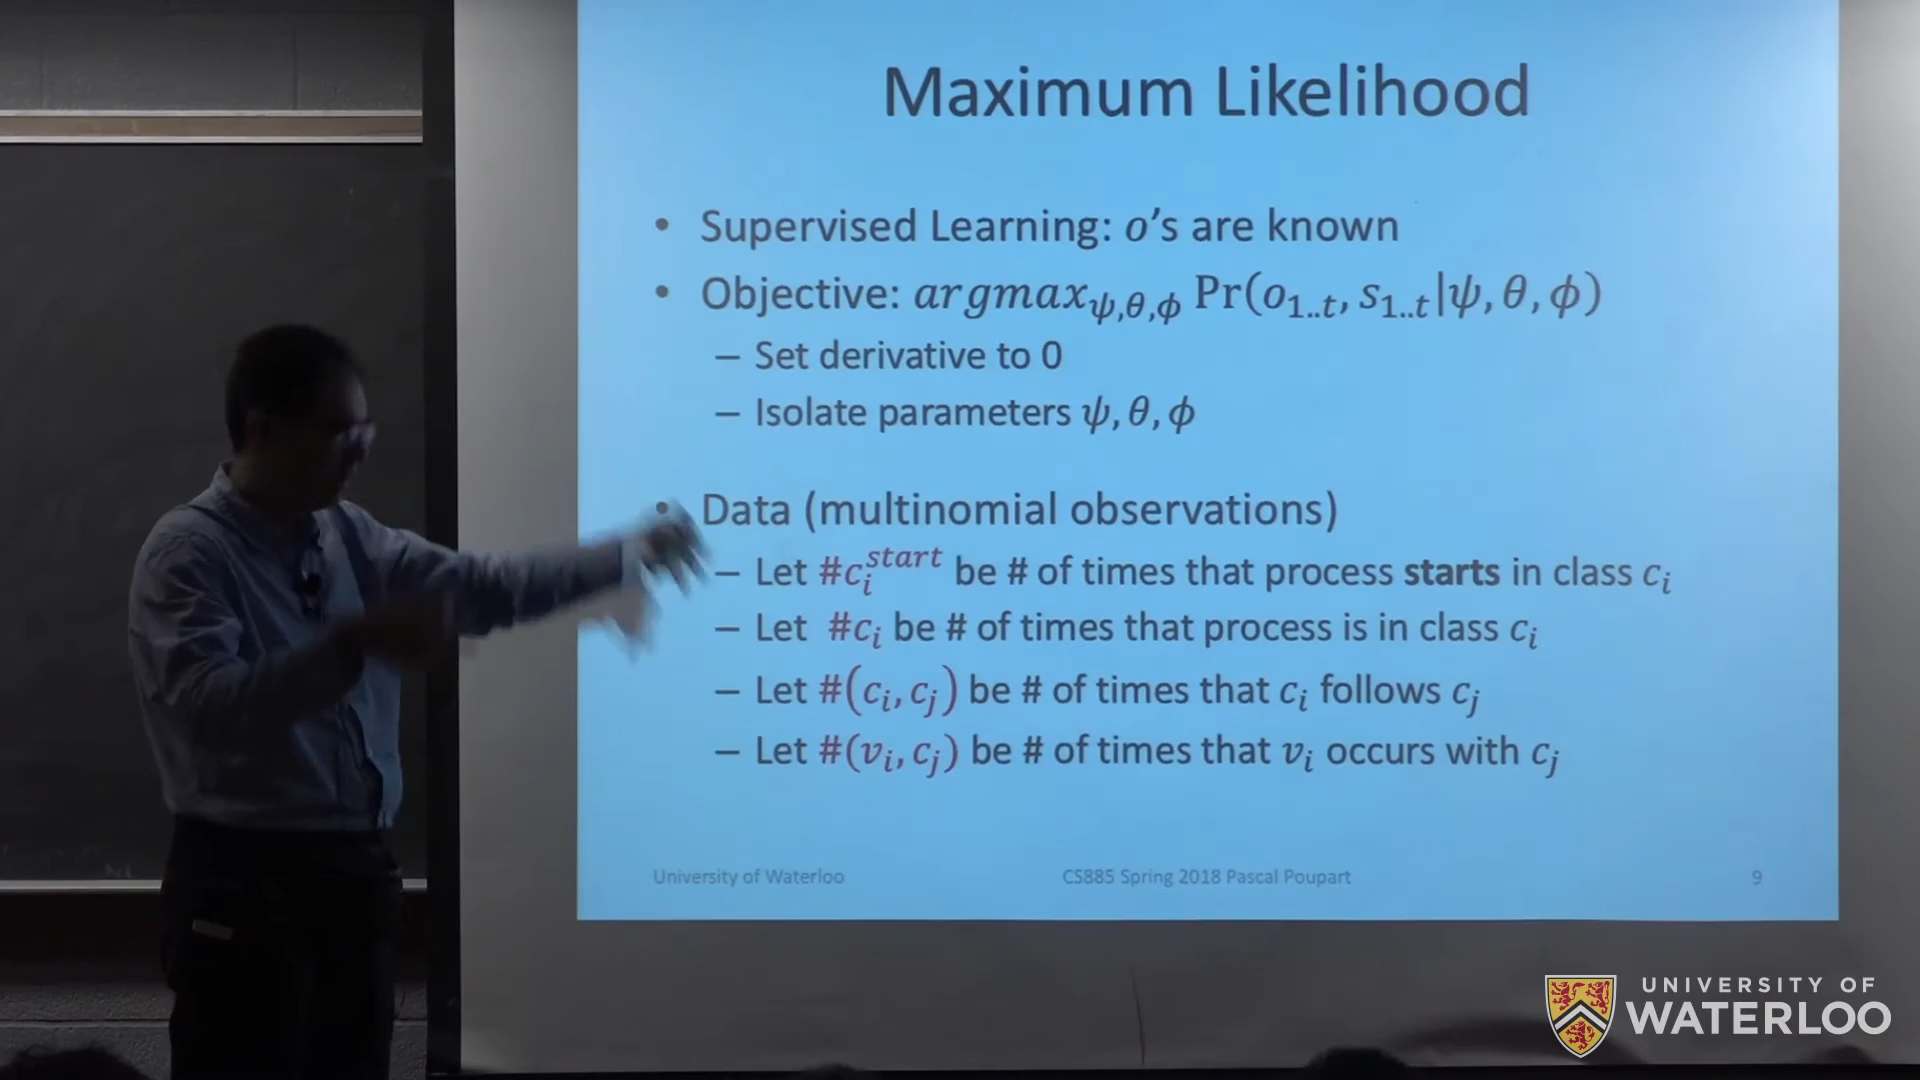 Maximum Likelihood
• Supervised Learning: o's are known
• Objective: argmax_{ψ,θ,ϕ} Pr(o_{1..t}, s_{1..t}|ψ, θ, ϕ)
– Set derivative to 0
– Isolate parameters ψ, θ, ϕ
• Data (multinomial observations)
– Let #c_i^{start} be # of times that process starts in class c_i
– Let #c_i be # of times that process is in class c_i
– Let #(c_i, c_j) be # of times that c_i follows c_j
– Let #(v_i, c_j) be # of times that v_i occurs with c_j
University of Waterloo CS885 Spring 2018 Pascal Poupart 9
UNIVERSITY OF
WATERLOO